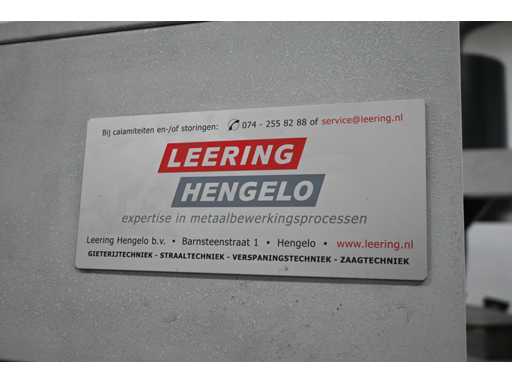 Bij calamiteiten en-/of storingen: 074 - 255 82 88 of service@leering.nl
LEERING
HENGELO
expertise in metaalbewerkingsprocessen
Leering Hengelo b.v. • Barnsteenstraat 1 • Hengelo • www.leering.nl
GIETERIJTECHNIEK - STRAALTECHNIEK - VERSPANINGSTECHNIEK - ZAAGTECHNIEK